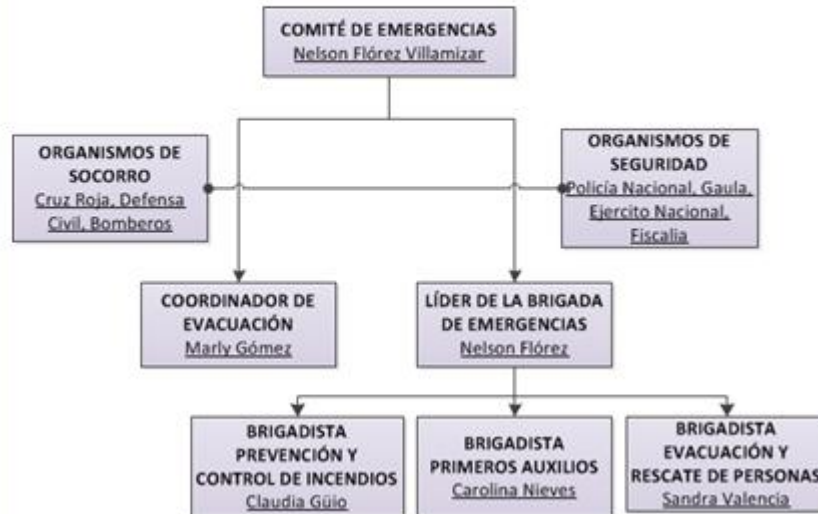 COMITÉ DE EMERGENCIAS
Nelson Flórez Villamizar
ORGANISMOS DE
SOCORRO
Cruz Roja, Defensa
Civil, Bomberos
ORGANISMOS DE
SEGURIDAD
Policía Nacional, Gaula,
Ejercito Nacional,
Fiscalia
COORDINADOR DE
EVACUACIÓN
Marly Gómez
LÍDER DE LA BRIGADA
DE EMERGENCIAS
Nelson Flórez
BRIGADISTA
PREVENCIÓN Y
CONTROL DE INCENDIOS
Claudia Güio
BRIGADISTA
PRIMEROS AUXILIOS
Carolina Nieves
BRIGADISTA
EVACUACIÓN Y
RESCATE DE PERSONAS
Sandra Valencia